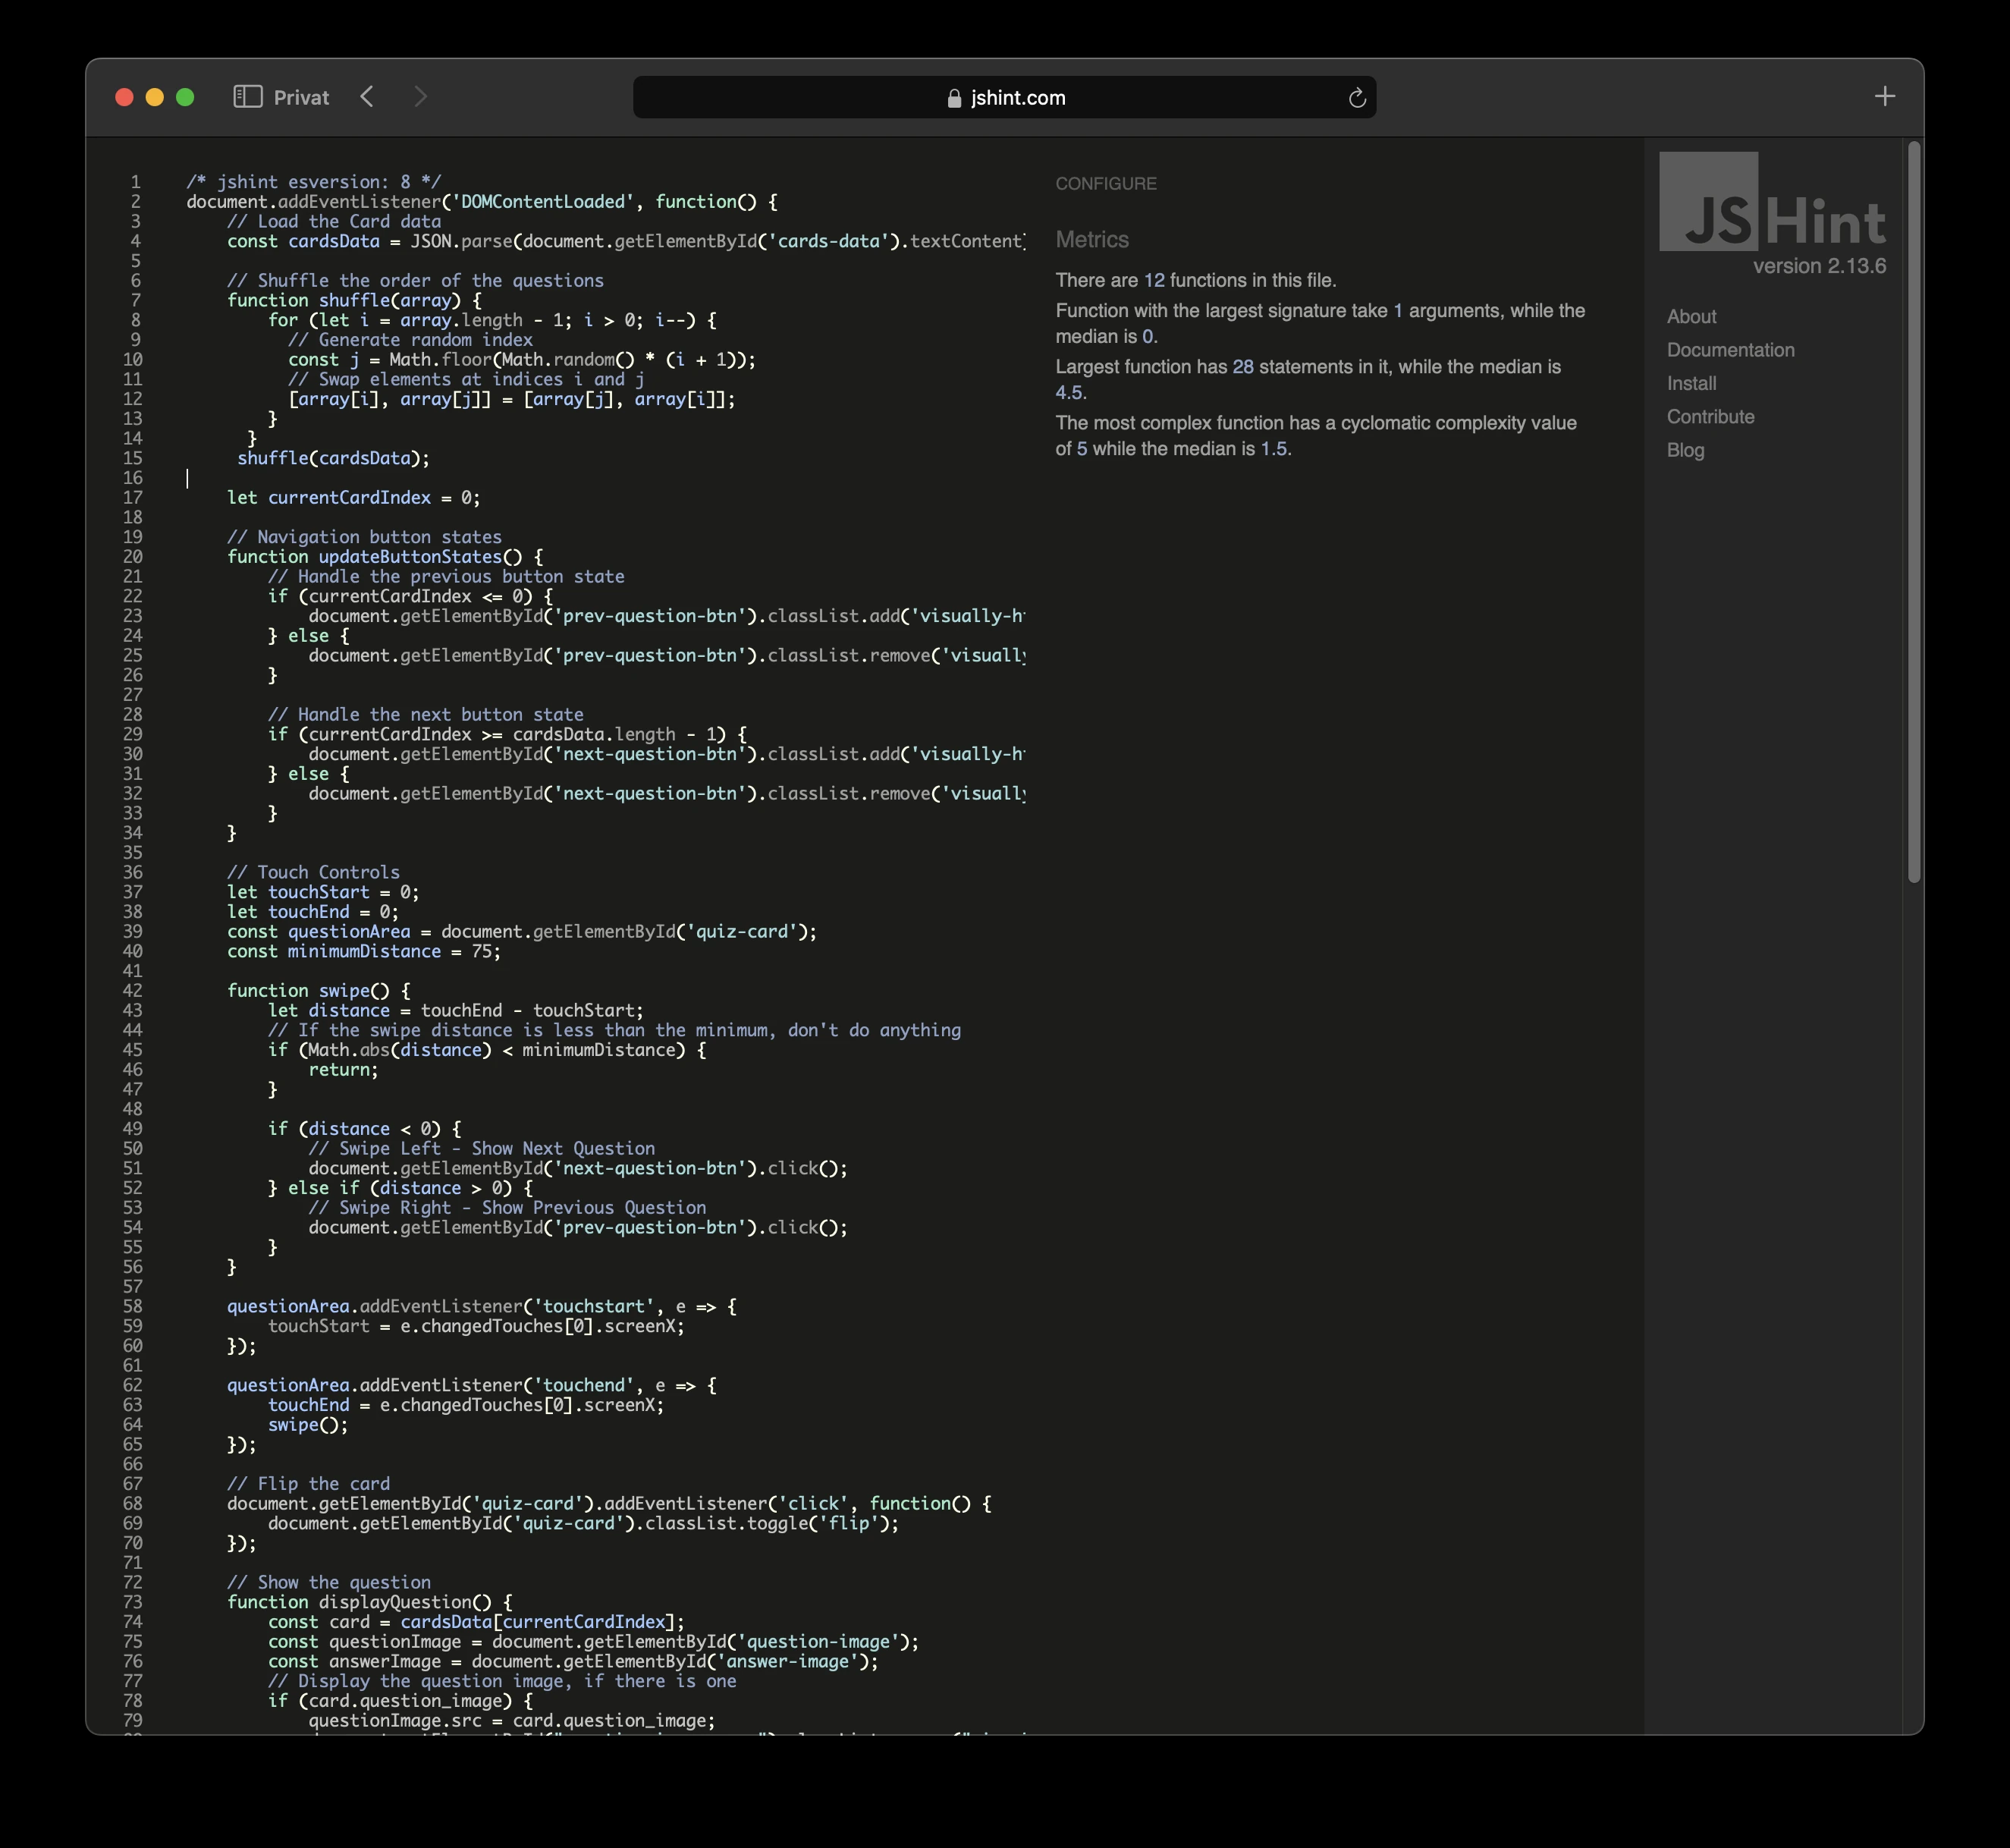 Privat
jshint.com
1 /* jshint esversion: 8 */
2 document.addEventListener('DOMContentLoaded', function() {
3 // Load the Card data
4 const cardsData = JSON.parse(document.getElementById('cards-data').textContent)
5
6 // Shuffle the order of the questions
7 function shuffle(array) {
8 for (let i = array.length - 1; i > 0; i--) {
9 // Generate random index
10 const j = Math.floor(Math.random() * (i + 1));
11 // Swap elements at indices i and j
12 [array[i], array[j]] = [array[j], array[i]];
13 }
14 }
15 shuffle(cardsData);
16
17 let currentCardIndex = 0;
18
19 // Navigation button states
20 function updateButtonStates() {
21 // Handle the previous button state
22 if (currentCardIndex <= 0) {
23 document.getElementById('prev-question-btn').classList.add('visually-h
24 } else {
25 document.getElementById('prev-question-btn').classList.remove('visually
26 }
27
28 // Handle the next button state
29 if (currentCardIndex >= cardsData.length - 1) {
30 document.getElementById('next-question-btn').classList.add('visually-h
31 } else {
32 document.getElementById('next-question-btn').classList.remove('visually
33 }
34 }
35
36 // Touch Controls
37 let touchStart = 0;
38 let touchEnd = 0;
39 const questionArea = document.getElementById('quiz-card');
40 const minimumDistance = 75;
41
42 function swipe() {
43 let distance = touchEnd - touchStart;
44 // If the swipe distance is less than the minimum, don't do anything
45 if (Math.abs(distance) < minimumDistance) {
46 return;
47 }
48
49 if (distance < 0) {
50 // Swipe Left - Show Next Question
51 document.getElementById('next-question-btn').click();
52 } else if (distance > 0) {
53 // Swipe Right - Show Previous Question
54 document.getElementById('prev-question-btn').click();
55 }
56 }
57
58 questionArea.addEventListener('touchstart', e => {
59 touchStart = e.changedTouches[0].screenX;
60 });
61
62 questionArea.addEventListener('touchend', e => {
63 touchEnd = e.changedTouches[0].screenX;
64 swipe();
65 });
66
67 // Flip the card
68 document.getElementById('quiz-card').addEventListener('click', function() {
69 document.getElementById('quiz-card').classList.toggle('flip');
70 });
71
72 // Show the question
73 function displayQuestion() {
74 const card = cardsData[currentCardIndex];
75 const questionImage = document.getElementById('question-image');
76 const answerImage = document.getElementById('answer-image');
77 // Display the question image, if there is one
78 if (card.question_image) {
79 questionImage.src = card.question_image;
CONFIGURE
Metrics
There are 12 functions in this file.
Function with the largest signature take 1 arguments, while the
median is 0.
Largest function has 28 statements in it, while the median is
4.5.
The most complex function has a cyclomatic complexity value
of 5 while the median is 1.5.
JSHint
version 2.13.6
About
Documentation
Install
Contribute
Blog